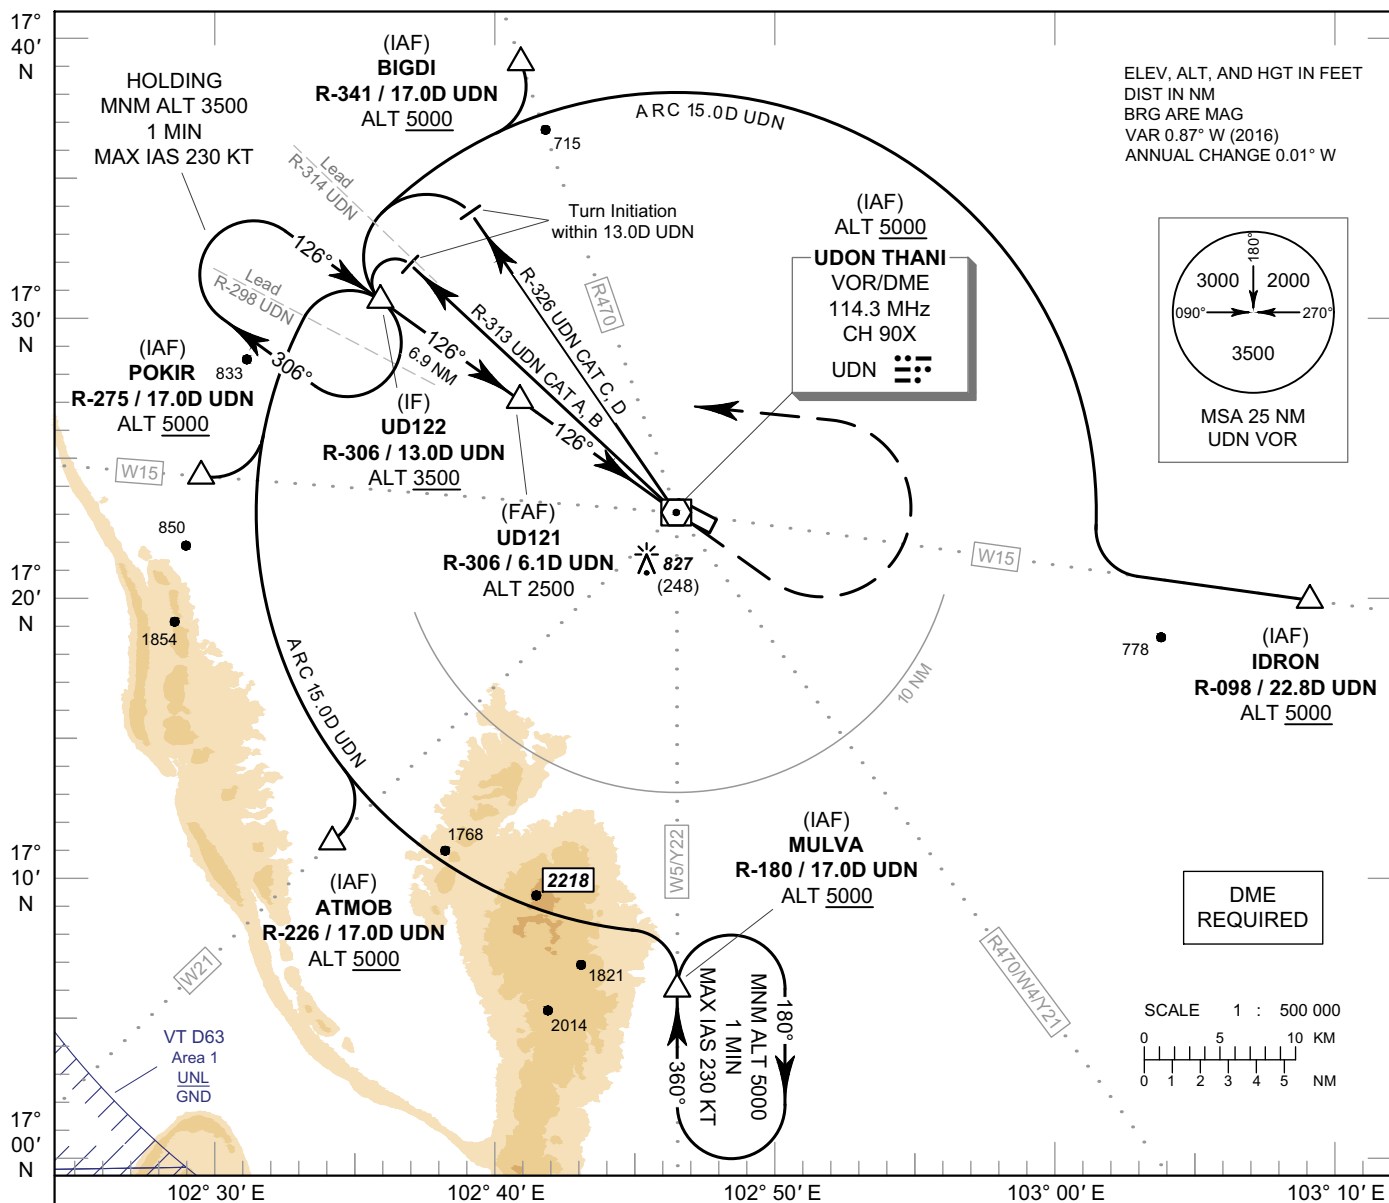 17°
40′
N
(IAF)
BIGDI
R-341 / 17.0D UDN
ALT 5000
HOLDING
MNM ALT 3500
1 MIN
MAX IAS 230 KT
ARC 15.0D UDN
715
ELEV, ALT, AND HGT IN FEET
DIST IN NM
BRG ARE MAG
VAR 0.87° W (2016)
ANNUAL CHANGE 0.01° W
Lead
R-314 UDN
Turn Initiation
within 13.0D UDN
(IAF)
ALT 5000
UDON THANI
VOR/DME
114.3 MHz
CH 90X
UDN
180°
3000
2000
090°
270°
3500
MSA 25 NM
UDN VOR
126°
Lead
R-298 UDN
306°
R-326 UDN CAT C, D
R-313 UDN CAT A, B
R470
17°
30′
N
(IAF)
POKIR
R-275 / 17.0D UDN
ALT 5000
833
126°
6.9 NM
126°
(IF)
UD122
R-306 / 13.0D UDN
ALT 3500
W15
850
(FAF)
UD121
R-306 / 6.1D UDN
ALT 2500
827
(248)
W15
17°
20′
N
1854
778
(IAF)
IDRON
R-098 / 22.8D UDN
ALT 5000
ARC 15.0D UDN
10 NM
1768
(IAF)
MULVA
R-180 / 17.0D UDN
ALT 5000
W5/Y22
17°
10′
N
2218
(IAF)
ATMOB
R-226 / 17.0D UDN
ALT 5000
DME
REQUIRED
W21
1821
2014
R470/W4/Y21
180°
MNM ALT 5000
1 MIN
MAX IAS 230 KT
360°
VT D63
Area 1
UNL
GND
SCALE 1 : 500 000
0 5 10 KM
0 1 2 3 4 5 NM
17°
00′
N
102° 30′ E
102° 40′ E
102° 50′ E
103° 00′ E
103° 10′ E